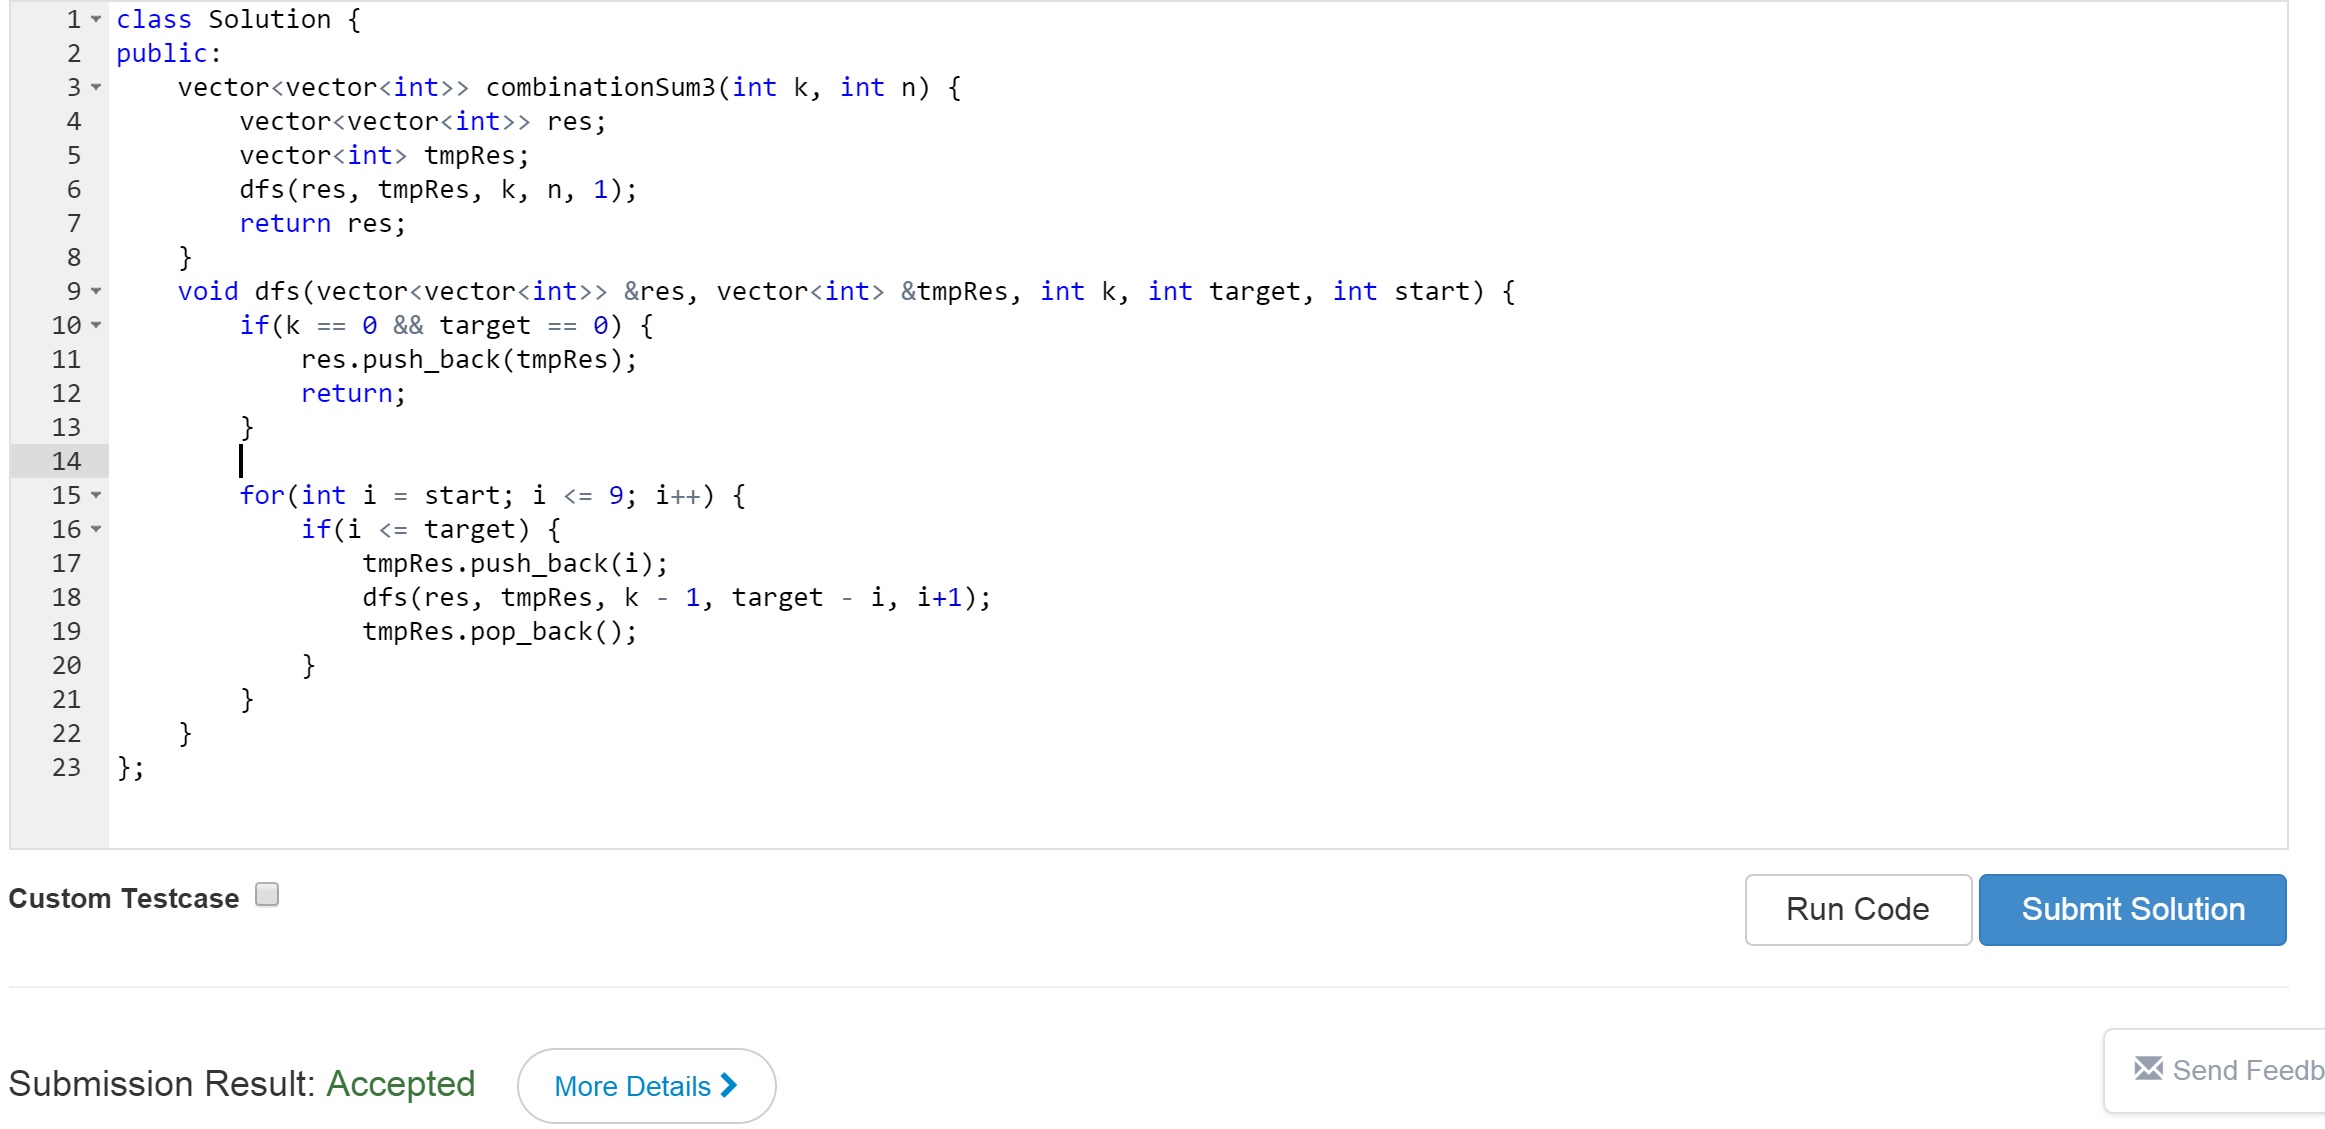 1 class Solution {
2 public:
3     vector<vector<int>> combinationSum3(int k, int n) {
4         vector<vector<int>> res;
5         vector<int> tmpRes;
6         dfs(res, tmpRes, k, n, 1);
7         return res;
8     }
9     void dfs(vector<vector<int>> &res, vector<int> &tmpRes, int k, int target, int start) {
10         if(k == 0 && target == 0) {
11             res.push_back(tmpRes);
12             return;
13         }
14
15         for(int i = start; i <= 9; i++) {
16             if(i <= target) {
17                 tmpRes.push_back(i);
18                 dfs(res, tmpRes, k - 1, target - i, i+1);
19                 tmpRes.pop_back();
20             }
21         }
22     }
23 };
Custom Testcase
Run Code
Submit Solution
Submission Result: Accepted
More Details
Send Feedb